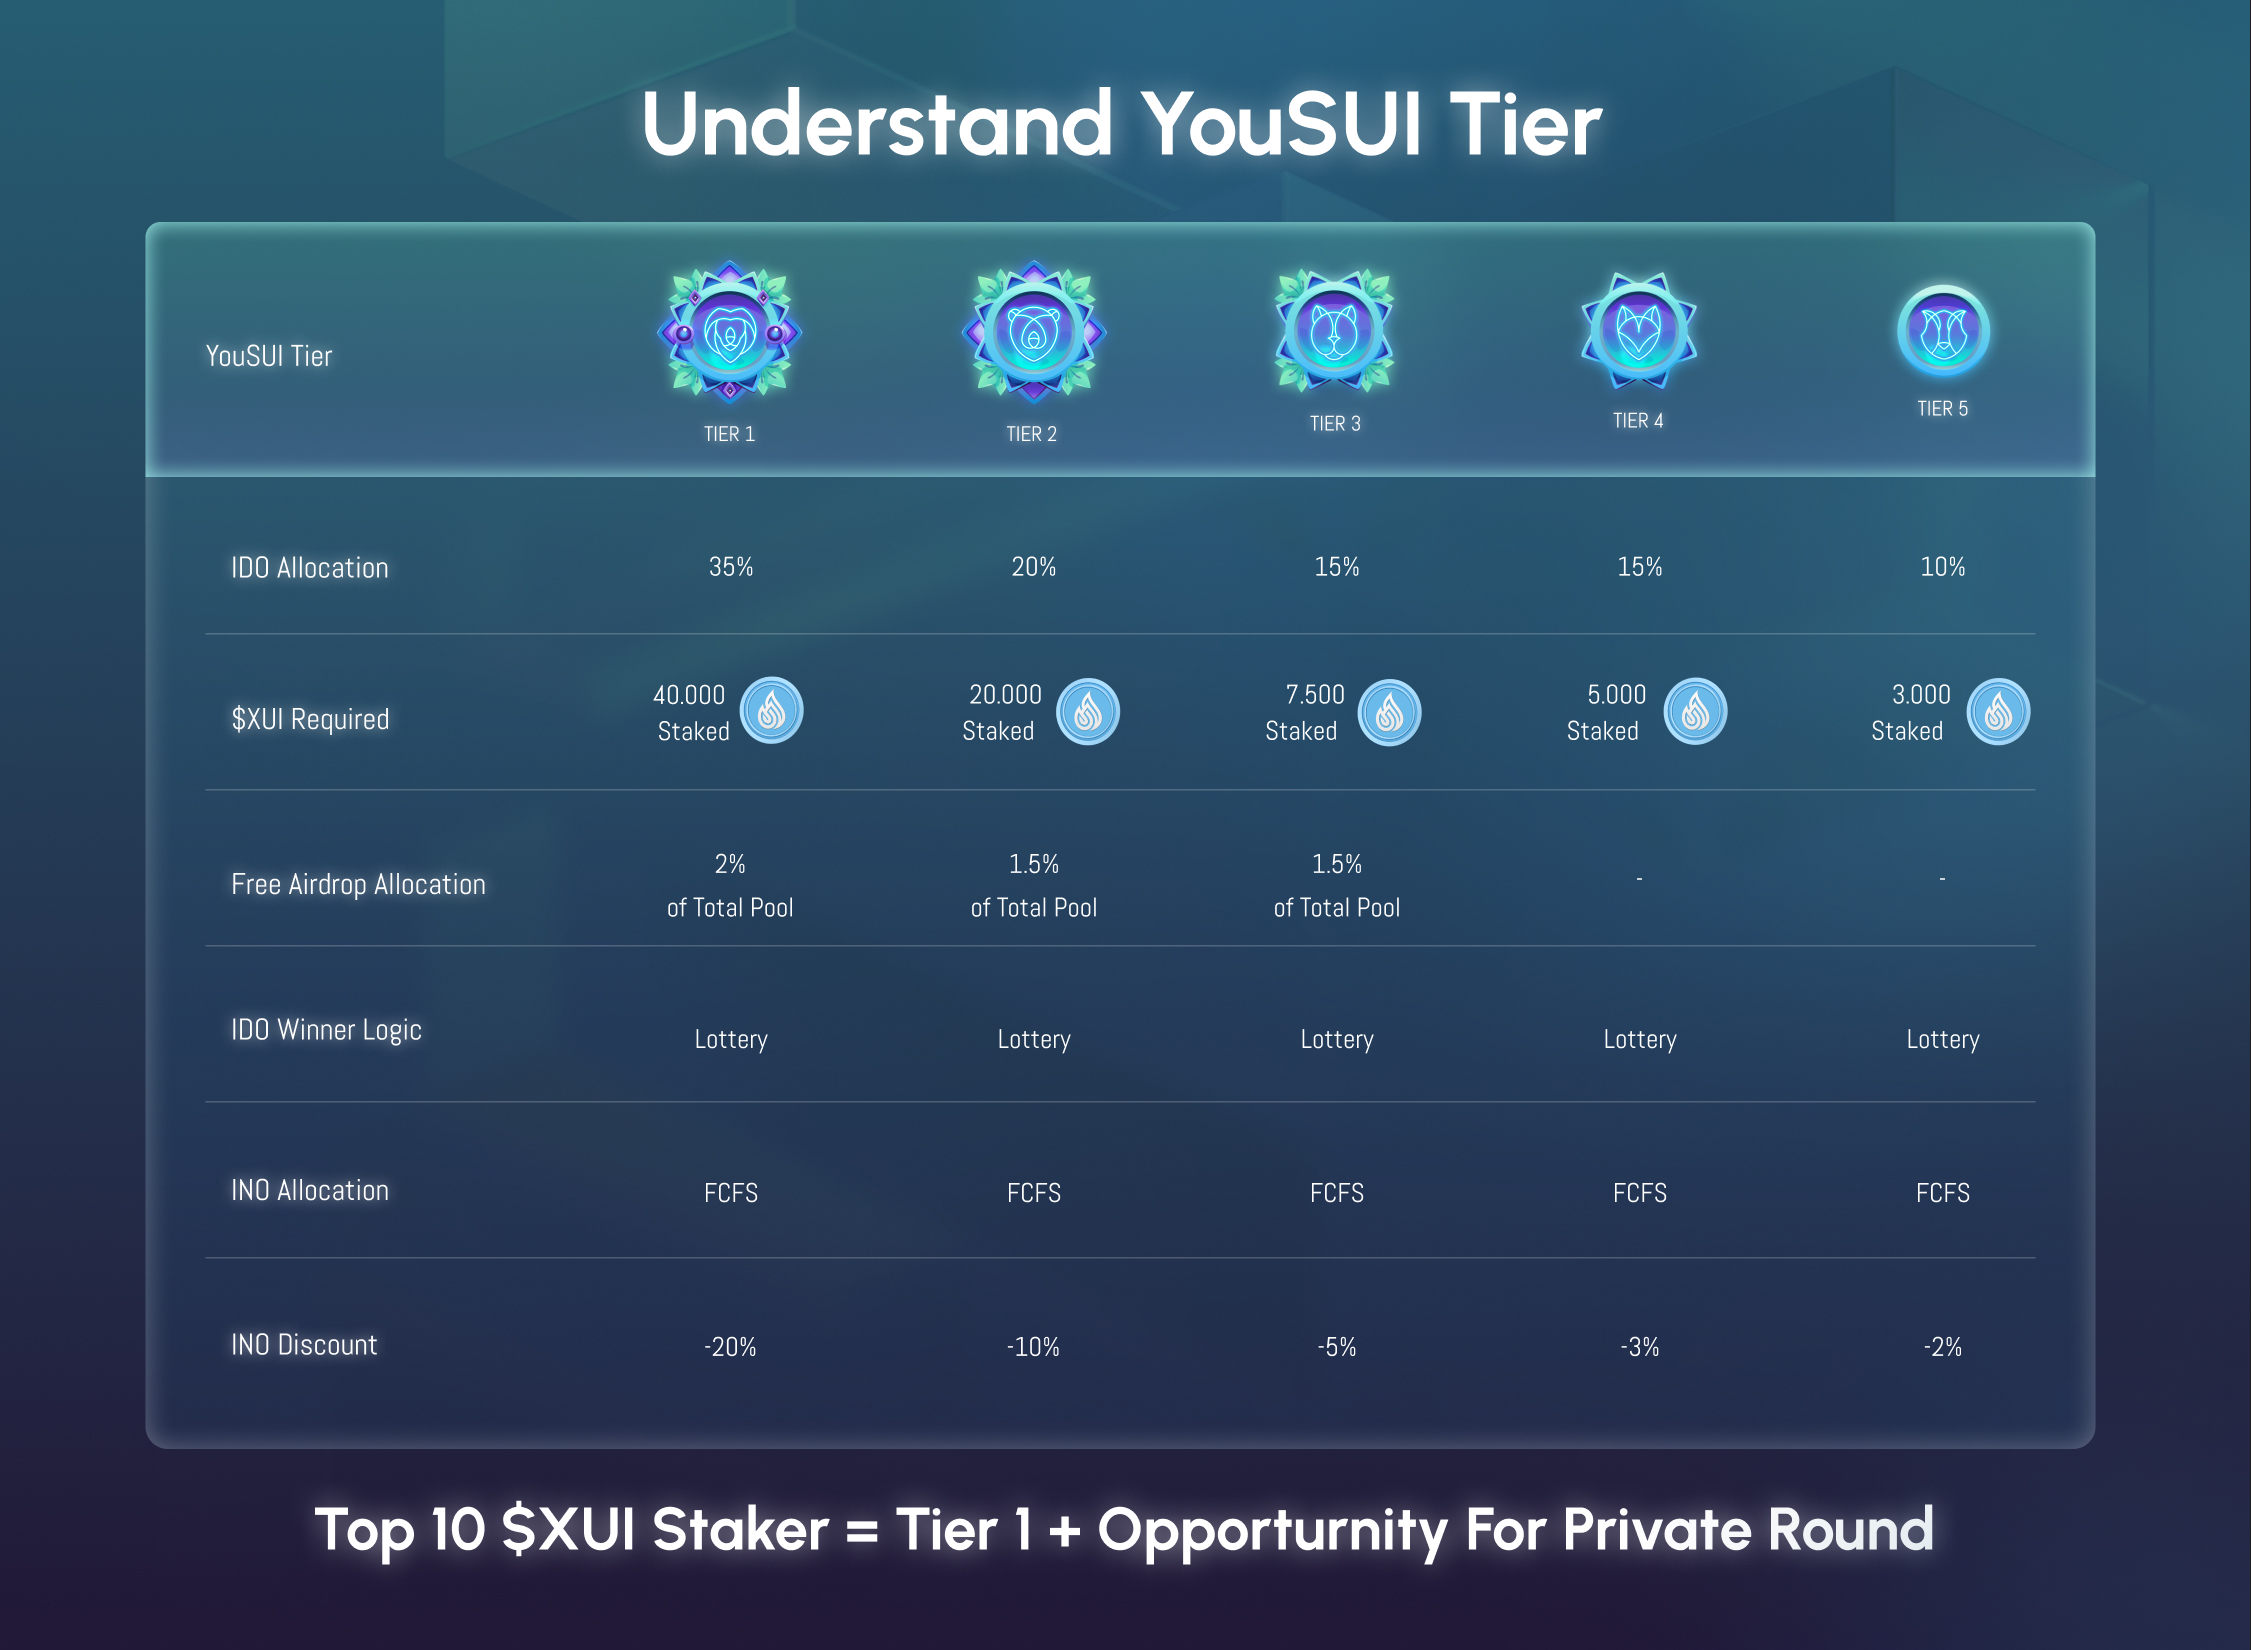 Understand YouSUI Tier
YouSUI Tier
TIER 1
TIER 2
TIER 3
TIER 4
TIER 5
IDO Allocation
35%
20%
15%
15%
10%
$XUI Required
40.000
Staked
20.000
Staked
7.500
Staked
5.000
Staked
3.000
Staked
Free Airdrop Allocation
2%
of Total Pool
1.5%
of Total Pool
1.5%
of Total Pool
-
-
IDO Winner Logic
Lottery
Lottery
Lottery
Lottery
Lottery
INO Allocation
FCFS
FCFS
FCFS
FCFS
FCFS
INO Discount
-20%
-10%
-5%
-3%
-2%
Top 10 $XUI Staker = Tier 1 + Opporturnity For Private Round